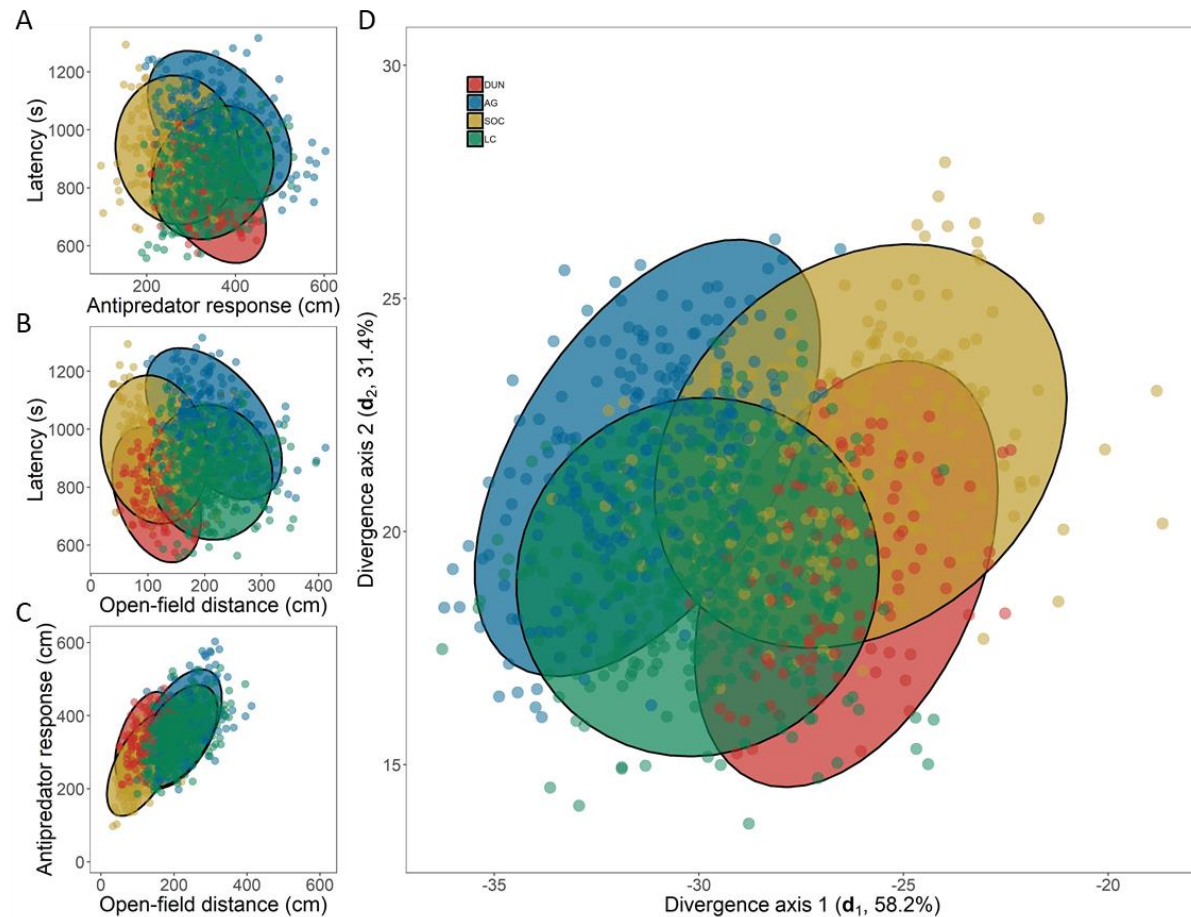 A
Latency (s)
1200
1000
800
600
200 400 600
Antipredator response (cm)
B
Latency (s)
1200
1000
800
600
0 100 200 300 400
Open-field distance (cm)
C
Antipredator response (cm)
600
400
200
0
0 200 400 600
Open-field distance (cm)
D
Divergence axis 2 (d₂, 31.4%)
30
25
20
15
DUN
AG
SOC
LC
-35 -30 -25 -20
Divergence axis 1 (d₁, 58.2%)